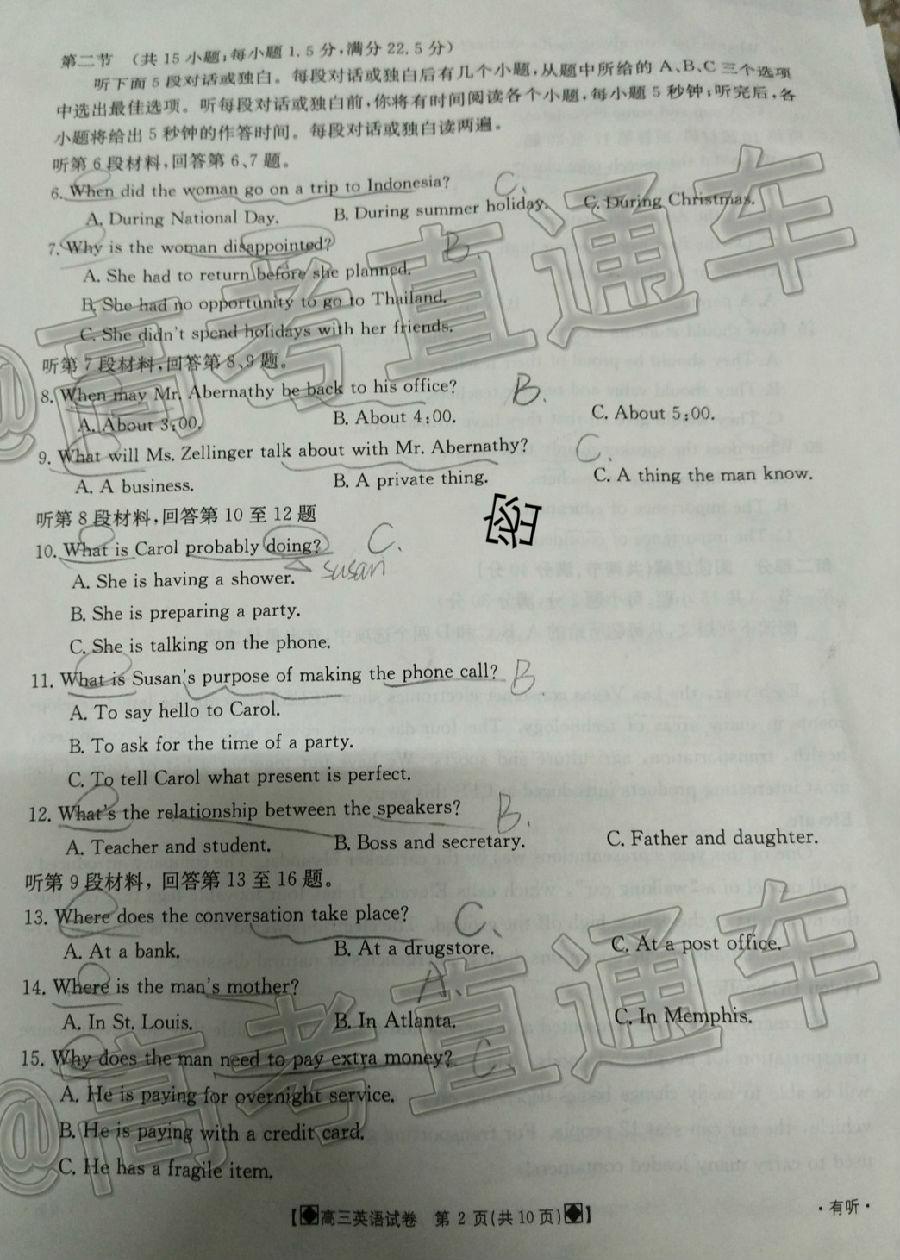 第二节 (共 15 小题;每小题 1.5 分,满分 22.5 分)
听下面 5 段对话或独白。每段对话或独白后有几个小题,从题中所给的 A、B、C 三个选项
中选出最佳选项。听每段对话或独白前,你将有时间阅读各个小题,每小题 5 秒钟;听完后,各
小题将给出 5 秒钟的作答时间。每段对话或独白读两遍。
听第 6 段材料,回答第 6、7 题。
6. When did the woman go on a trip to Indonesia? C.
A. During National Day. B. During summer holiday. C. During Christmas.
7. Why is the woman disappointed? B.
A. She had to return before she planned.
B. She had no opportunity to go to Thailand.
C. She didn't spend holidays with her friends.
听第 7 段材料,回答第 8、9 题。
8. When may Mr. Abernathy be back to his office? B.
A. About 3:00. B. About 4:00. C. About 5:00.
9. What will Ms. Zellinger talk about with Mr. Abernathy? C.
A. A business. B. A private thing. C. A thing the man know.
听第 8 段材料,回答第 10 至 12 题
密
10. What is Carol probably doing? C.
susan
A. She is having a shower.
B. She is preparing a party.
C. She is talking on the phone.
11. What is Susan's purpose of making the phone call? B.
A. To say hello to Carol.
B. To ask for the time of a party.
C. To tell Carol what present is perfect.
12. What's the relationship between the speakers? B.
A. Teacher and student. B. Boss and secretary. C. Father and daughter.
听第 9 段材料,回答第 13 至 16 题。
13. Where does the conversation take place? C.
A. At a bank. B. At a drugstore. C. At a post office.
14. Where is the man's mother? A.
A. In St. Louis. B. In Atlanta. C. In Memphis.
15. Why does the man need to pay extra money? C
A. He is paying for overnight service.
B. He is paying with a credit card.
C. He has a fragile item.
【高三英语试卷 第 2 页(共 10 页)】
·有听·
@高考直通车
@高考直通车